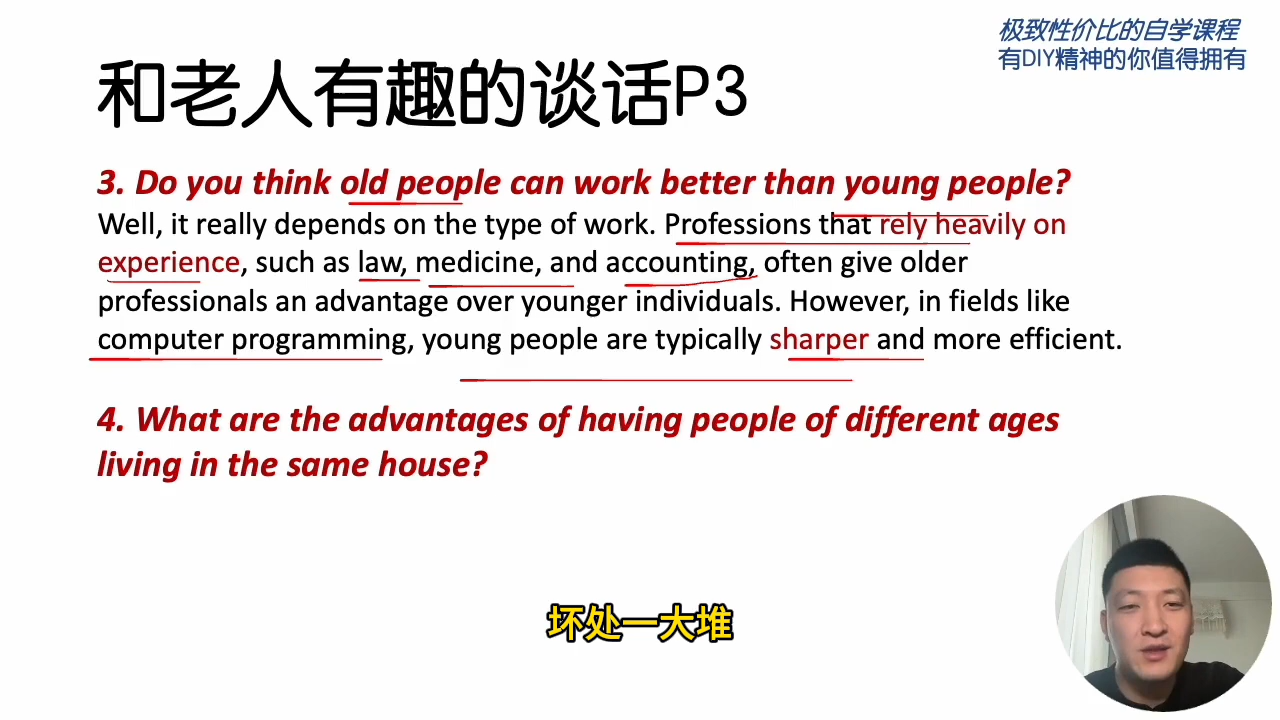 极致性价比的自学课程
有DIY精神的你值得拥有
和老人有趣的谈话P3
3. Do you think old people can work better than young people?
Well, it really depends on the type of work. Professions that rely heavily on
experience, such as law, medicine, and accounting, often give older
professionals an advantage over younger individuals. However, in fields like
computer programming, young people are typically sharper and more efficient.
4. What are the advantages of having people of different ages
living in the same house?
坏处一大堆